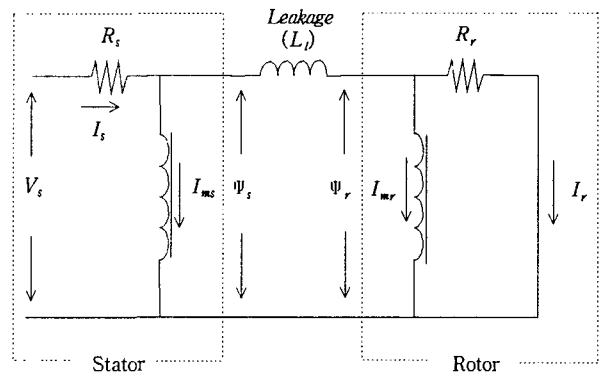 Leakage
(L_l)
R_s
R_r
I_s
V_s
I_ms
Ψ_s
Ψ_r
I_mr
I_r
Stator
Rotor